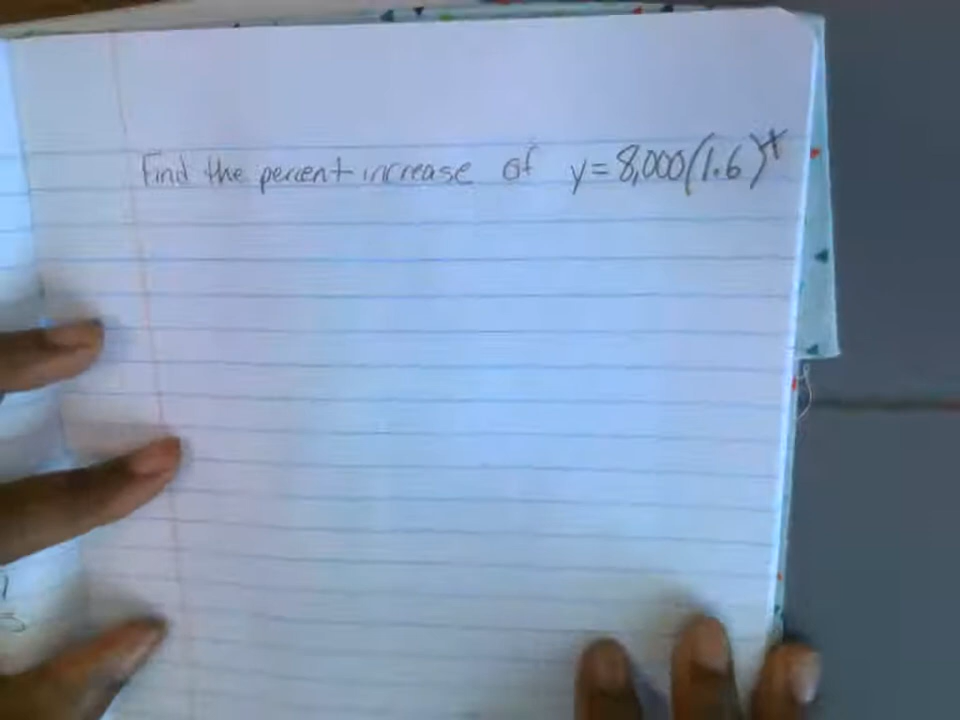 Find the percent increase of y=8,000(1.6)^x